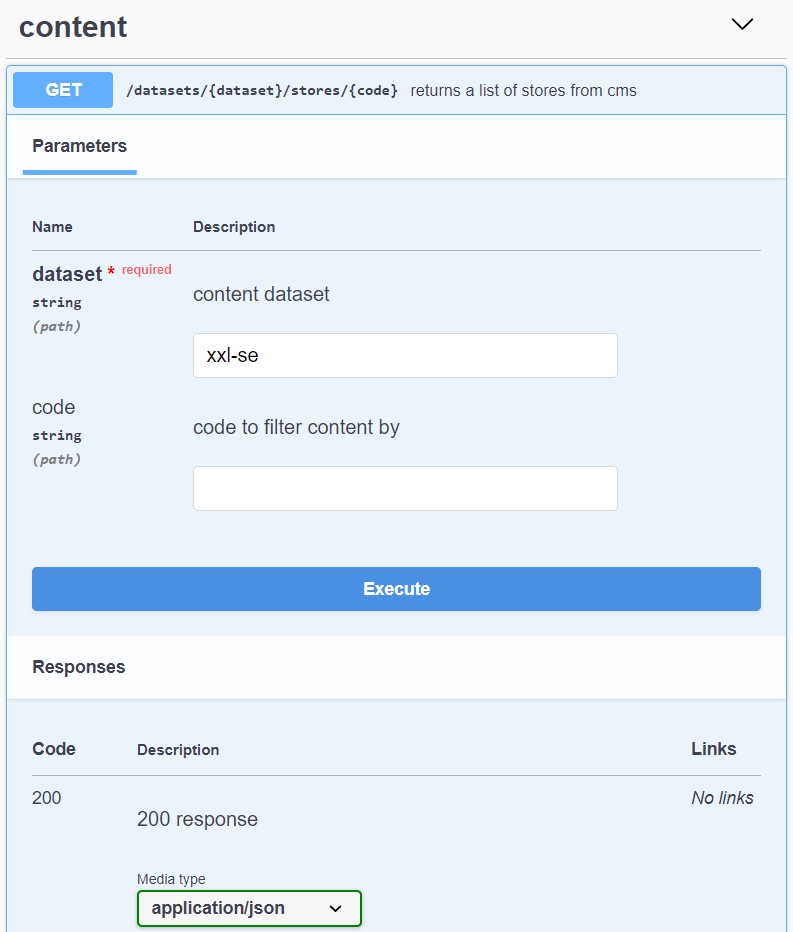 content
GET /datasets/{dataset}/stores/{code} returns a list of stores from cms
Parameters
Name Description
dataset * required
string
(path)
content dataset
xxl-se
code
string
(path)
code to filter content by
Execute
Responses
Code Description Links
200
200 response
No links
Media type
application/json